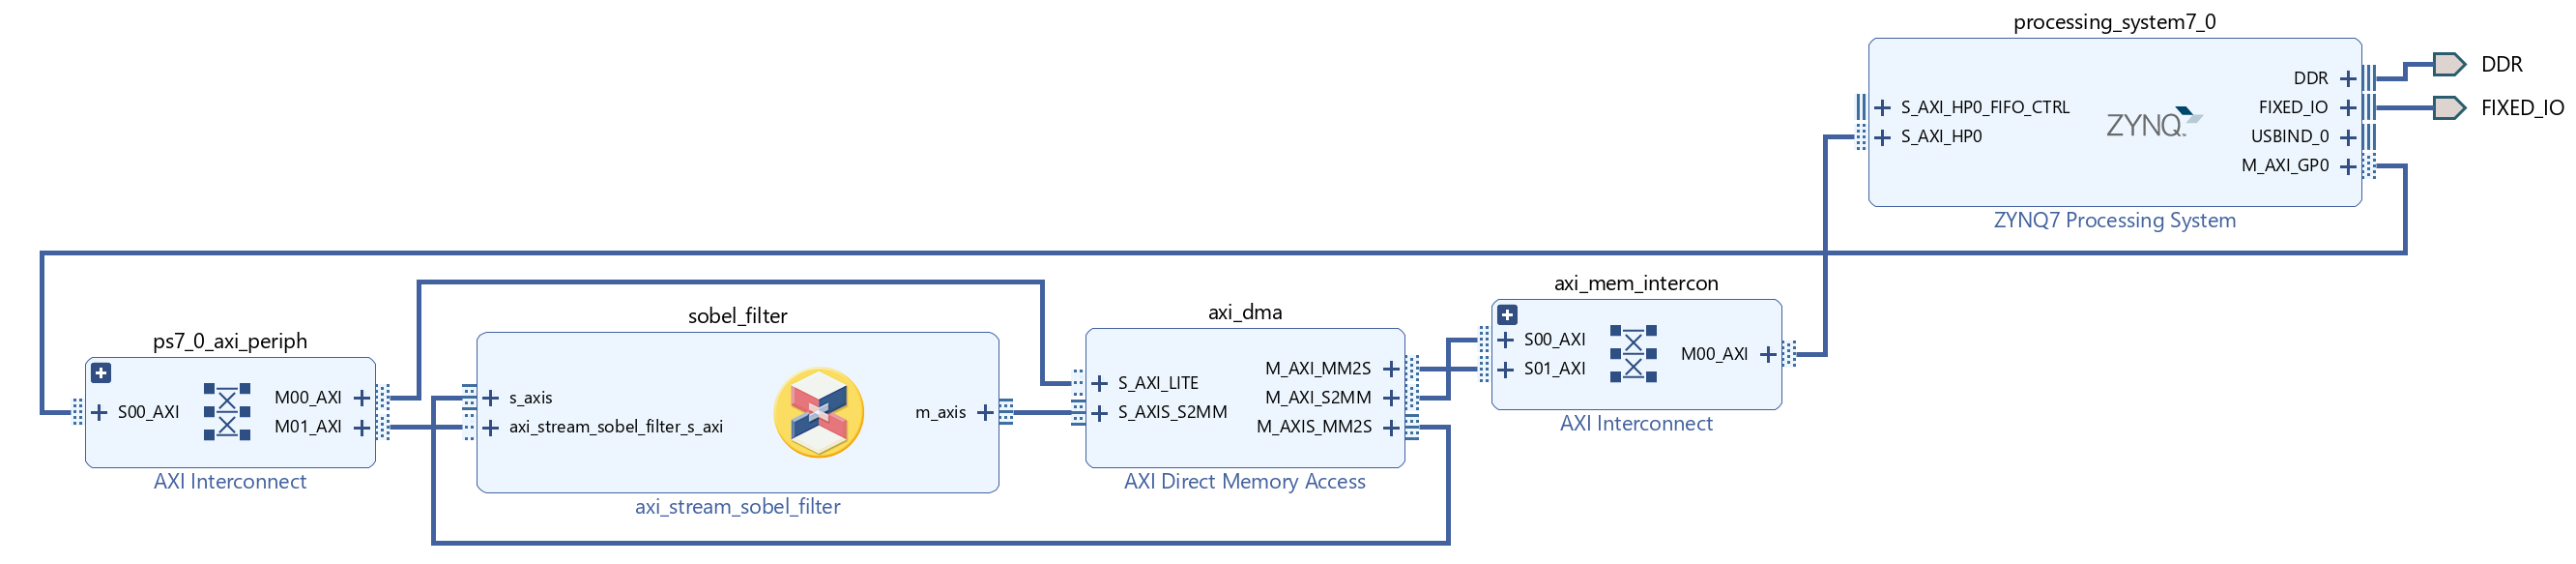 processing_system7_0
DDR
S_AXI_HP0_FIFO_CTRL
S_AXI_HP0
ZYNQ
DDR
FIXED_IO
USBIND_0
M_AXI_GP0
FIXED_IO
ZYNQ7 Processing System
ps7_0_axi_periph
S00_AXI
M00_AXI
M01_AXI
AXI Interconnect
sobel_filter
s_axis
axi_stream_sobel_filter_s_axi
m_axis
axi_stream_sobel_filter
axi_dma
S_AXI_LITE
S_AXIS_S2MM
M_AXI_MM2S
M_AXI_S2MM
M_AXIS_MM2S
AXI Direct Memory Access
axi_mem_intercon
S00_AXI
S01_AXI
M00_AXI
AXI Interconnect